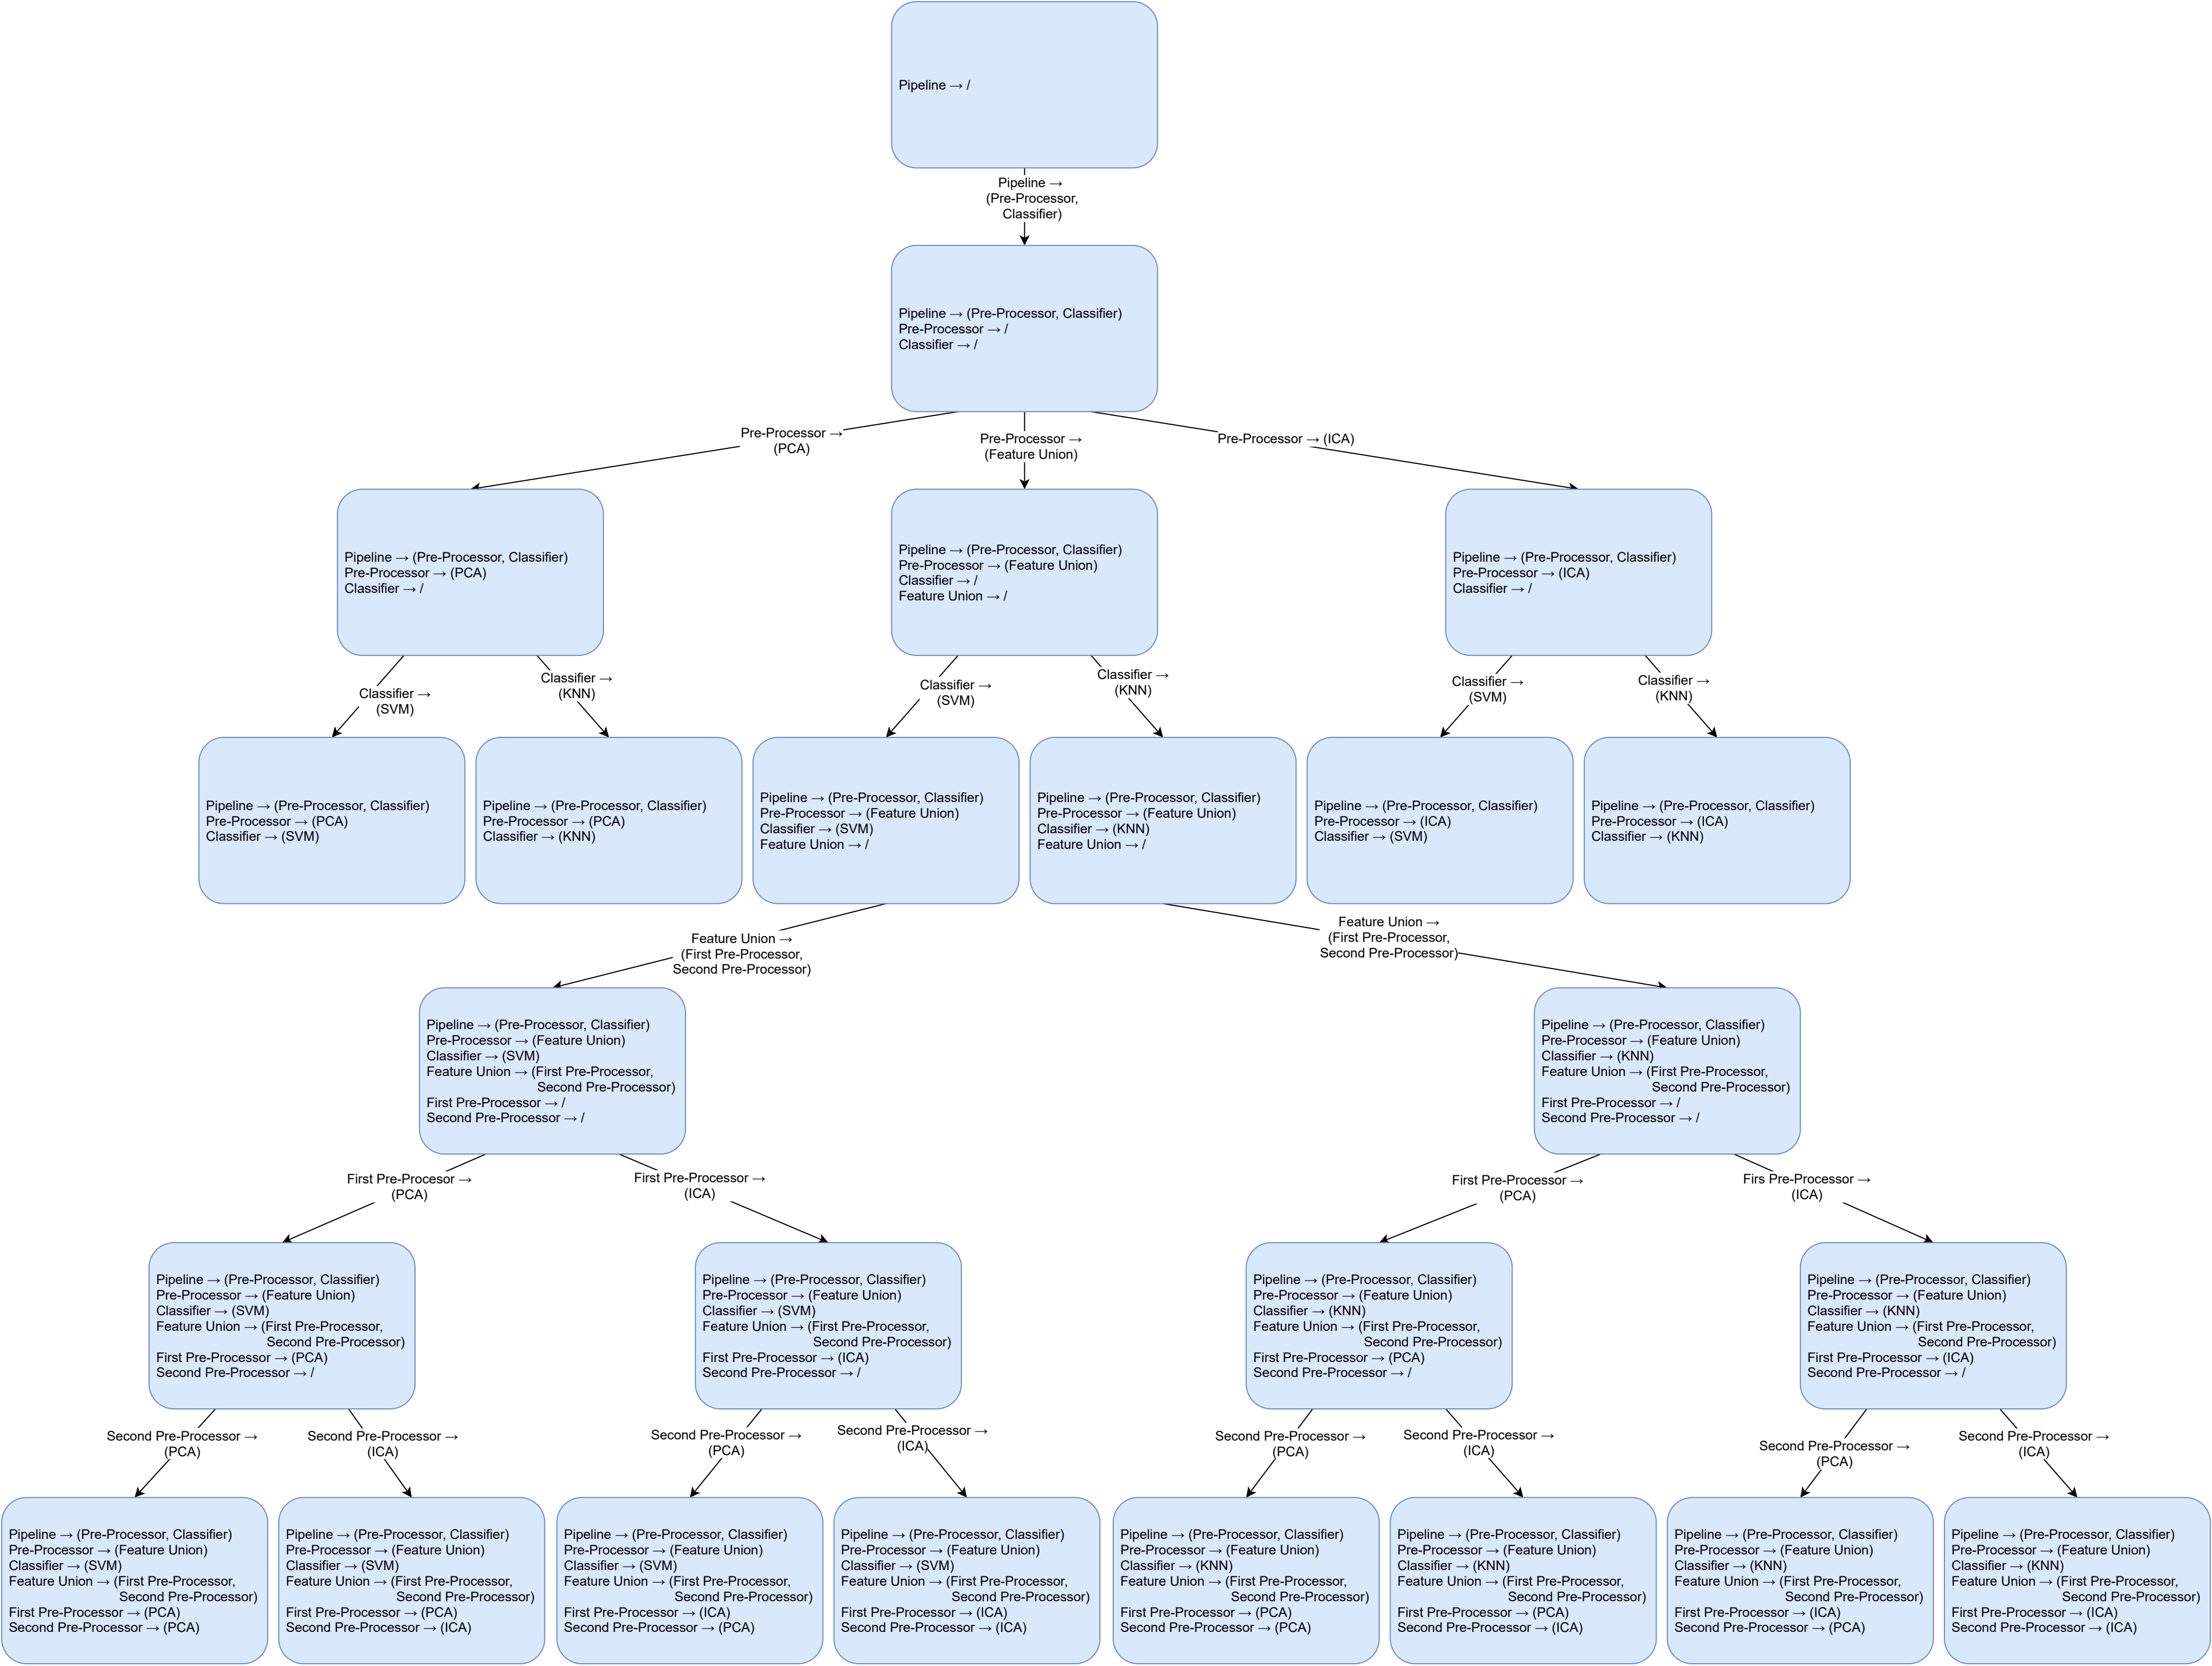 Pipeline → /
Pipeline →
(Pre-Processor,
Classifier)
Pipeline → (Pre-Processor, Classifier)
Pre-Processor → /
Classifier → /
Pre-Processor →
(PCA)
Pre-Processor →
(Feature Union)
Pre-Processor → (ICA)
Pipeline → (Pre-Processor, Classifier)
Pre-Processor → (PCA)
Classifier → /
Pipeline → (Pre-Processor, Classifier)
Pre-Processor → (Feature Union)
Classifier → /
Feature Union → /
Pipeline → (Pre-Processor, Classifier)
Pre-Processor → (ICA)
Classifier → /
Classifier →
(SVM)
Classifier →
(KNN)
Classifier →
(SVM)
Classifier →
(KNN)
Classifier →
(SVM)
Classifier →
(KNN)
Pipeline → (Pre-Processor, Classifier)
Pre-Processor → (PCA)
Classifier → (SVM)
Pipeline → (Pre-Processor, Classifier)
Pre-Processor → (PCA)
Classifier → (KNN)
Pipeline → (Pre-Processor, Classifier)
Pre-Processor → (Feature Union)
Classifier → (SVM)
Feature Union → /
Pipeline → (Pre-Processor, Classifier)
Pre-Processor → (Feature Union)
Classifier → (KNN)
Feature Union → /
Pipeline → (Pre-Processor, Classifier)
Pre-Processor → (ICA)
Classifier → (SVM)
Pipeline → (Pre-Processor, Classifier)
Pre-Processor → (ICA)
Classifier → (KNN)
Feature Union →
(First Pre-Processor,
Second Pre-Processor)
Feature Union →
(First Pre-Processor,
Second Pre-Processor)
Pipeline → (Pre-Processor, Classifier)
Pre-Processor → (Feature Union)
Classifier → (SVM)
Feature Union → (First Pre-Processor,
Second Pre-Processor)
First Pre-Processor → /
Second Pre-Processor → /
Pipeline → (Pre-Processor, Classifier)
Pre-Processor → (Feature Union)
Classifier → (KNN)
Feature Union → (First Pre-Processor,
Second Pre-Processor)
First Pre-Processor → /
Second Pre-Processor → /
First Pre-Procesor →
(PCA)
First Pre-Processor →
(ICA)
First Pre-Processor →
(PCA)
Firs Pre-Processor →
(ICA)
Pipeline → (Pre-Processor, Classifier)
Pre-Processor → (Feature Union)
Classifier → (SVM)
Feature Union → (First Pre-Processor,
Second Pre-Processor)
First Pre-Processor → (PCA)
Second Pre-Processor → /
Pipeline → (Pre-Processor, Classifier)
Pre-Processor → (Feature Union)
Classifier → (SVM)
Feature Union → (First Pre-Processor,
Second Pre-Processor)
First Pre-Processor → (ICA)
Second Pre-Processor → /
Pipeline → (Pre-Processor, Classifier)
Pre-Processor → (Feature Union)
Classifier → (KNN)
Feature Union → (First Pre-Processor,
Second Pre-Processor)
First Pre-Processor → (PCA)
Second Pre-Processor → /
Pipeline → (Pre-Processor, Classifier)
Pre-Processor → (Feature Union)
Classifier → (KNN)
Feature Union → (First Pre-Processor,
Second Pre-Processor)
First Pre-Processor → (ICA)
Second Pre-Processor → /
Second Pre-Processor →
(PCA)
Second Pre-Processor →
(ICA)
Second Pre-Processor →
(PCA)
Second Pre-Processor →
(ICA)
Second Pre-Processor →
(PCA)
Second Pre-Processor →
(ICA)
Second Pre-Processor →
(PCA)
Second Pre-Processor →
(ICA)
Pipeline → (Pre-Processor, Classifier)
Pre-Processor → (Feature Union)
Classifier → (SVM)
Feature Union → (First Pre-Processor,
Second Pre-Processor)
First Pre-Processor → (PCA)
Second Pre-Processor → (PCA)
Pipeline → (Pre-Processor, Classifier)
Pre-Processor → (Feature Union)
Classifier → (SVM)
Feature Union → (First Pre-Processor,
Second Pre-Processor)
First Pre-Processor → (PCA)
Second Pre-Processor → (ICA)
Pipeline → (Pre-Processor, Classifier)
Pre-Processor → (Feature Union)
Classifier → (SVM)
Feature Union → (First Pre-Processor,
Second Pre-Processor)
First Pre-Processor → (ICA)
Second Pre-Processor → (PCA)
Pipeline → (Pre-Processor, Classifier)
Pre-Processor → (Feature Union)
Classifier → (SVM)
Feature Union → (First Pre-Processor,
Second Pre-Processor)
First Pre-Processor → (ICA)
Second Pre-Processor → (ICA)
Pipeline → (Pre-Processor, Classifier)
Pre-Processor → (Feature Union)
Classifier → (KNN)
Feature Union → (First Pre-Processor,
Second Pre-Processor)
First Pre-Processor → (PCA)
Second Pre-Processor → (PCA)
Pipeline → (Pre-Processor, Classifier)
Pre-Processor → (Feature Union)
Classifier → (KNN)
Feature Union → (First Pre-Processor,
Second Pre-Processor)
First Pre-Processor → (PCA)
Second Pre-Processor → (ICA)
Pipeline → (Pre-Processor, Classifier)
Pre-Processor → (Feature Union)
Classifier → (KNN)
Feature Union → (First Pre-Processor,
Second Pre-Processor)
First Pre-Processor → (ICA)
Second Pre-Processor → (PCA)
Pipeline → (Pre-Processor, Classifier)
Pre-Processor → (Feature Union)
Classifier → (KNN)
Feature Union → (First Pre-Processor,
Second Pre-Processor)
First Pre-Processor → (ICA)
Second Pre-Processor → (ICA)